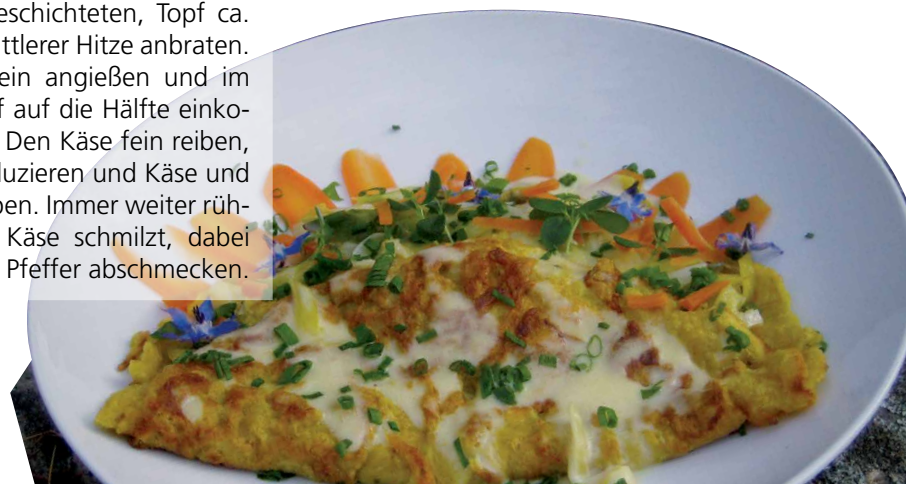 eschichteten, Topf ca.
ttlerer Hitze anbraten.
ein angießen und im
f auf die Hälfte einko-
Den Käse fein reiben,
luzieren und Käse und
ben. Immer weiter rüh-
Käse schmilzt, dabei
Pfeffer abschmecken.